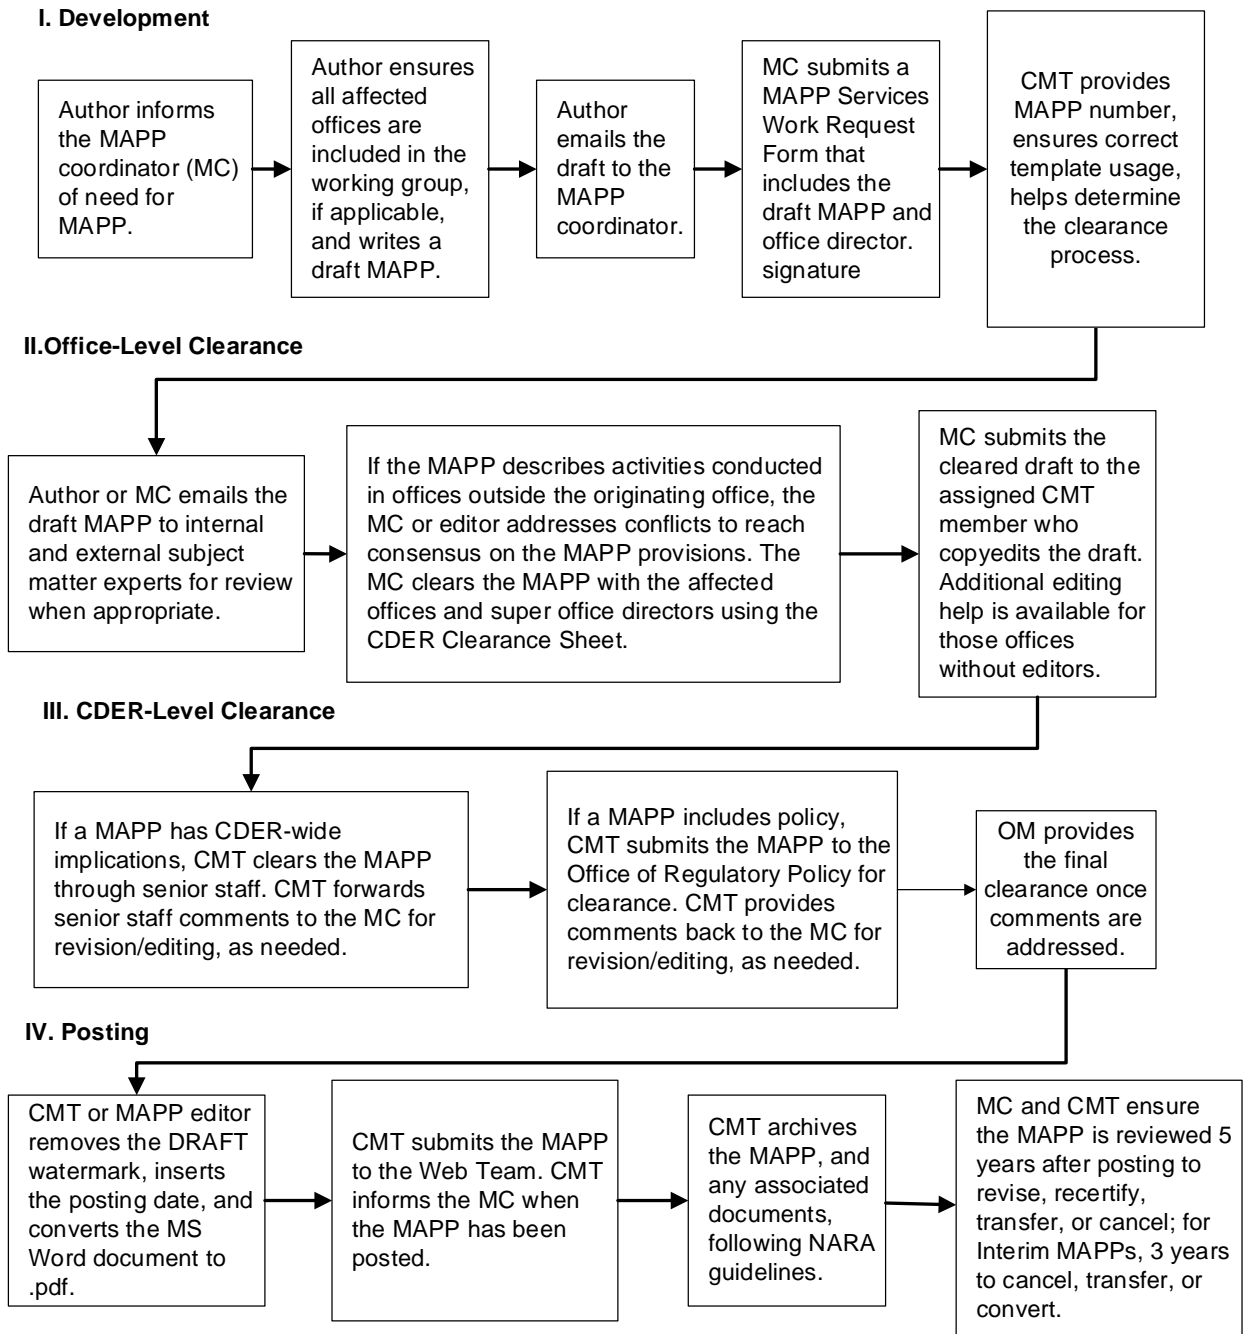 I. Development
Author informs
the MAPP
coordinator (MC)
of need for
MAPP.
Author ensures
all affected
offices are
included in the
working group,
if applicable,
and writes a
draft MAPP.
Author
emails the
draft to the
MAPP
coordinator.
MC submits a
MAPP Services
Work Request
Form that
includes the
draft MAPP and
office director.
signature
CMT provides
MAPP number,
ensures correct
template usage,
helps determine
the clearance
process.
II.Office-Level Clearance
Author or MC emails the
draft MAPP to internal
and external subject
matter experts for review
when appropriate.
If the MAPP describes activities conducted
in offices outside the originating office, the
MC or editor addresses conflicts to reach
consensus on the MAPP provisions. The
MC clears the MAPP with the affected
offices and super office directors using the
CDER Clearance Sheet.
MC submits the
cleared draft to the
assigned CMT
member who
copyedits the draft.
Additional editing
help is available for
those offices
without editors.
III. CDER-Level Clearance
If a MAPP has CDER-wide
implications, CMT clears the MAPP
through senior staff. CMT forwards
senior staff comments to the MC for
revision/editing, as needed.
If a MAPP includes policy,
CMT submits the MAPP to the
Office of Regulatory Policy for
clearance. CMT provides
comments back to the MC for
revision/editing, as needed.
OM provides
the final
clearance once
comments are
addressed.
IV. Posting
CMT or MAPP editor
removes the DRAFT
watermark, inserts
the posting date, and
converts the MS
Word document to
.pdf.
CMT submits the MAPP
to the Web Team. CMT
informs the MC when
the MAPP has been
posted.
CMT archives
the MAPP, and
any associated
documents,
following NARA
guidelines.
MC and CMT ensure
the MAPP is reviewed 5
years after posting to
revise, recertify,
transfer, or cancel; for
Interim MAPPs, 3 years
to cancel, transfer, or
convert.